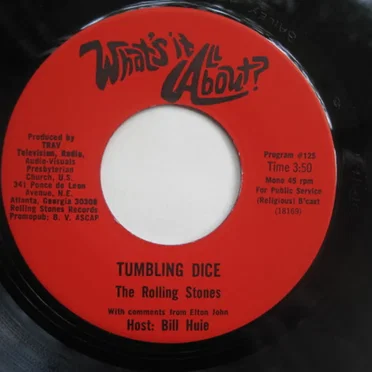 What's it All About?
Produced by
TRAV
Television, Radio,
Audio-Visuals
Presbyterian
Church, U.S.
341 Ponce de Leon
Avenue, N.E.
Atlanta, Georgia 30308
Rolling Stones Records
Promopub; B. V. ASCAP
Program #125
Time 3:50
Mono 45 rpm
For Public Service
(Religious) B'cast
(18169)
TUMBLING DICE
The Rolling Stones
With comments from Elton John
Host: Bill Huie